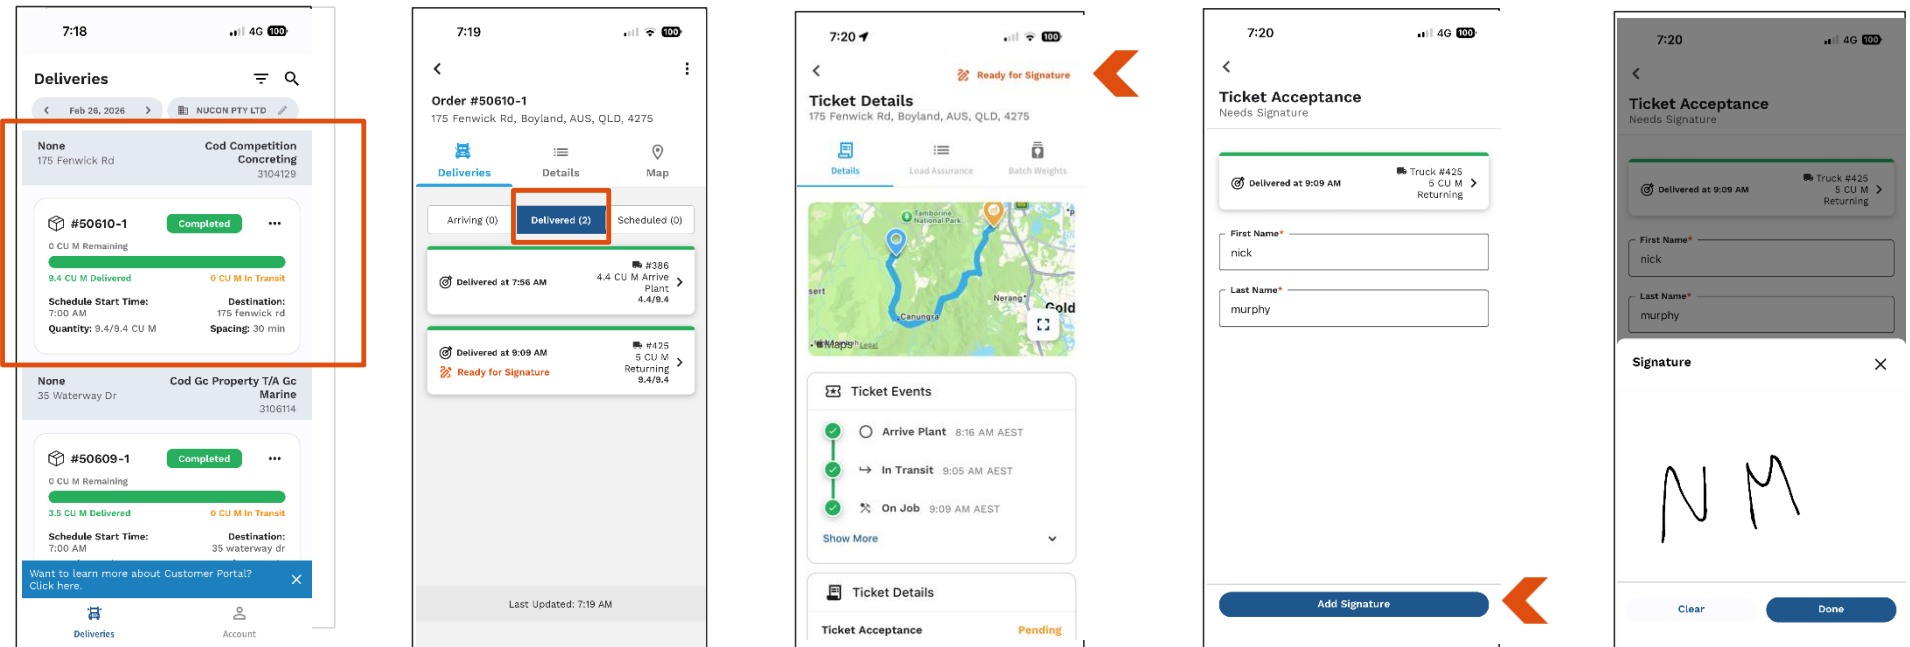 7:18
4G 100
Deliveries
Feb 26, 2026
NUCON PTY LTD
None
Cod Competition
175 Fenwick Rd
Concreting
3104129
#50610-1
Completed
0 CU M Remaining
9.4 CU M Delivered
0 CU M In Transit
Schedule Start Time:
Destination:
7:00 AM
175 fenwick rd
Quantity: 9.4/9.4 CU M
Spacing: 30 min
None
Cod Gc Property T/A Gc
35 Waterway Dr
Marine
3106114
#50609-1
Completed
0 CU M Remaining
3.5 CU M Delivered
0 CU M In Transit
Schedule Start Time:
Destination:
7:00 AM
35 waterway dr
Want to learn more about Customer Portal?
Click here.
Deliveries
Account
7:19
100
Order #50610-1
175 Fenwick Rd, Boyland, AUS, QLD, 4275
Deliveries
Details
Map
Arriving (0)
Delivered (2)
Scheduled (0)
Delivered at 7:56 AM
#386
4.4 CU M Arrive
Plant
4.4/9.4
Delivered at 9:09 AM
Ready for Signature
#425
5 CU M
Returning
9.4/9.4
Last Updated: 7:19 AM
7:20
100
Ready for Signature
Ticket Details
175 Fenwick Rd, Boyland, AUS, QLD, 4275
Details
Load Assurance
Batch Weights
Tamborine
National Park
sert
Nerang
Gold
Canungra
Maps
Legal
Ticket Events
Arrive Plant 8:16 AM AEST
In Transit 9:05 AM AEST
On Job 9:09 AM AEST
Show More
Ticket Details
Ticket Acceptance
Pending
7:20
4G 100
Ticket Acceptance
Needs Signature
Delivered at 9:09 AM
Truck #425
5 CU M
Returning
First Name*
nick
Last Name*
murphy
Add Signature
7:20
4G 100
Ticket Acceptance
Needs Signature
Delivered at 9:09 AM
Truck #425
5 CU M
Returning
First Name*
nick
Last Name*
murphy
Signature
N M
Clear
Done